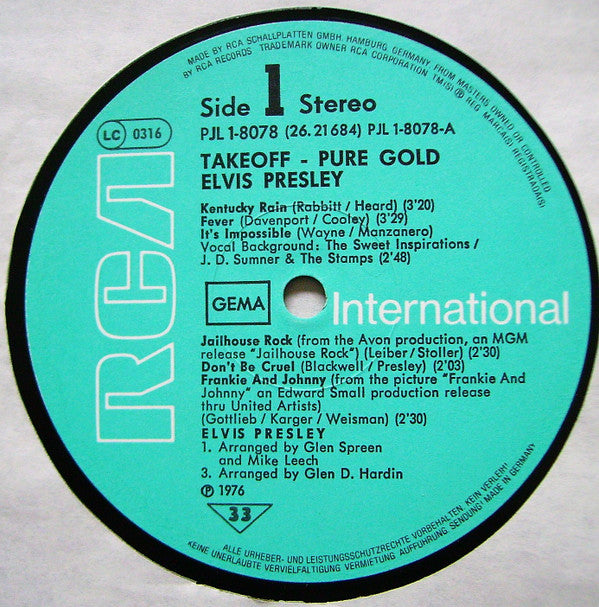 MADE BY RCA SCHALLPLATTEN GMBH, HAMBURG, GERMANY, FROM MASTERS OWNED OR CONTROLLED
BY RCA RECORDS TRADEMARK OWNER RCA CORPORATION TM(S) ® REG. MARCA(S) REGISTRADA(S)
Side 1 Stereo
PJL 1-8078 (26.21684) PJL 1-8078-A
LC 0316
TAKEOFF - PURE GOLD
ELVIS PRESLEY
Kentucky Rain (Rabbitt / Heard) (3'20)
Fever (Davenport / Cooley) (3'29)
It's Impossible (Wayne / Manzanero)
Vocal Background: The Sweet Inspirations /
J. D. Sumner & The Stamps (2'48)
RCA
GEMA
International
Jailhouse Rock (from the Avon production, an MGM
release "Jailhouse Rock") (Leiber / Stoller) (2'30)
Don't Be Cruel (Blackwell / Presley) (2'03)
Frankie And Johnny (from the picture "Frankie And
Johnny" an Edward Small production release
thru United Artists)
(Gottlieb / Karger / Weisman) (2'30)
ELVIS PRESLEY
1. Arranged by Glen Spreen
and Mike Leech
3. Arranged by Glen D. Hardin
℗ 1976
33
ALLE URHEBER- UND LEISTUNGSSCHUTZRECHTE VORBEHALTEN. KEIN VERLEIH!
KEINE UNERLAUBTE VERVIELFÄLTIGUNG, VERMIETUNG, AUFFÜHRUNG, SENDUNG! MADE IN GERMANY